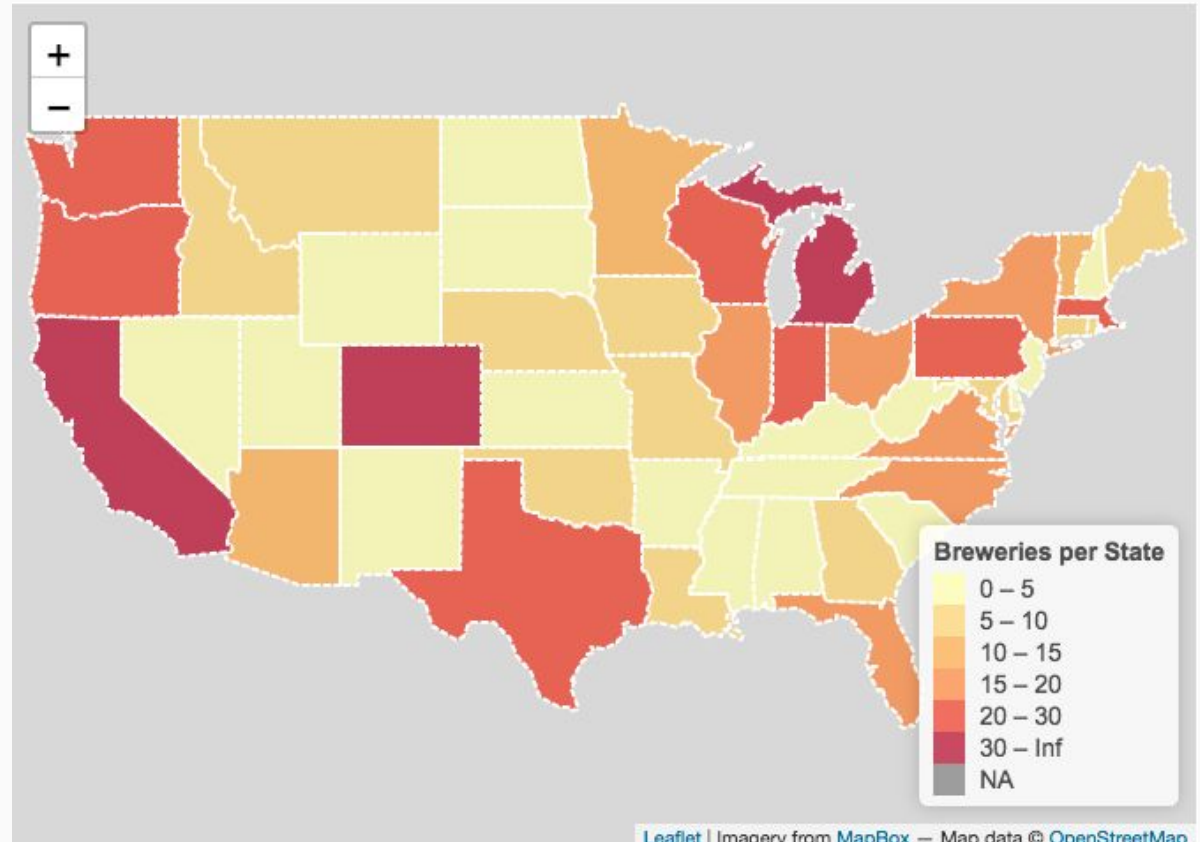 +
−
Breweries per State
0 – 5
5 – 10
10 – 15
15 – 20
20 – 30
30 – Inf
NA
Leaflet | Imagery from MapBox — Map data © OpenStreetMap